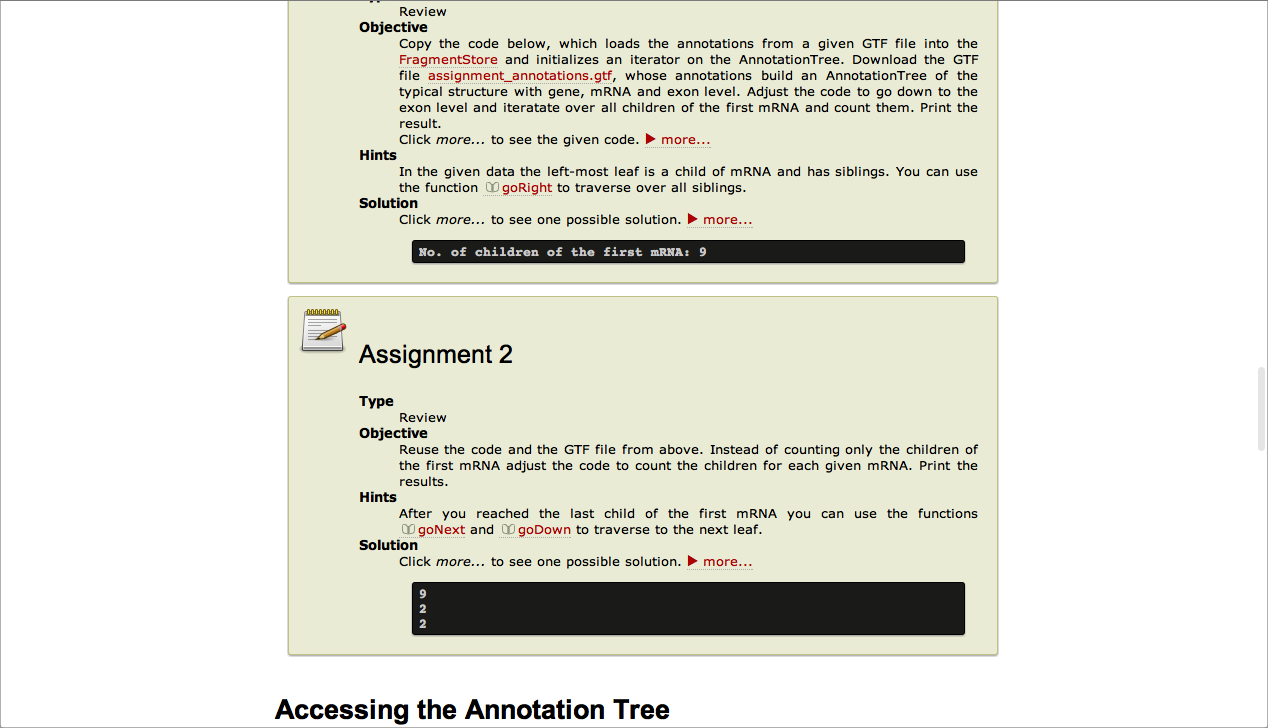 Review
Objective
Copy the code below, which loads the annotations from a given GTF file into the
FragmentStore and initializes an iterator on the AnnotationTree. Download the GTF
file assignment_annotations.gtf, whose annotations build an AnnotationTree of the
typical structure with gene, mRNA and exon level. Adjust the code to go down to the
exon level and iteratate over all children of the first mRNA and count them. Print the
result.
Click more... to see the given code. ▶ more...
Hints
In the given data the left-most leaf is a child of mRNA and has siblings. You can use
the function goRight to traverse over all siblings.
Solution
Click more... to see one possible solution. ▶ more...
No. of children of the first mRNA: 9
Assignment 2
Type
Review
Objective
Reuse the code and the GTF file from above. Instead of counting only the children of
the first mRNA adjust the code to count the children for each given mRNA. Print the
results.
Hints
After you reached the last child of the first mRNA you can use the functions
goNext and goDown to traverse to the next leaf.
Solution
Click more... to see one possible solution. ▶ more...
9
2
2
Accessing the Annotation Tree